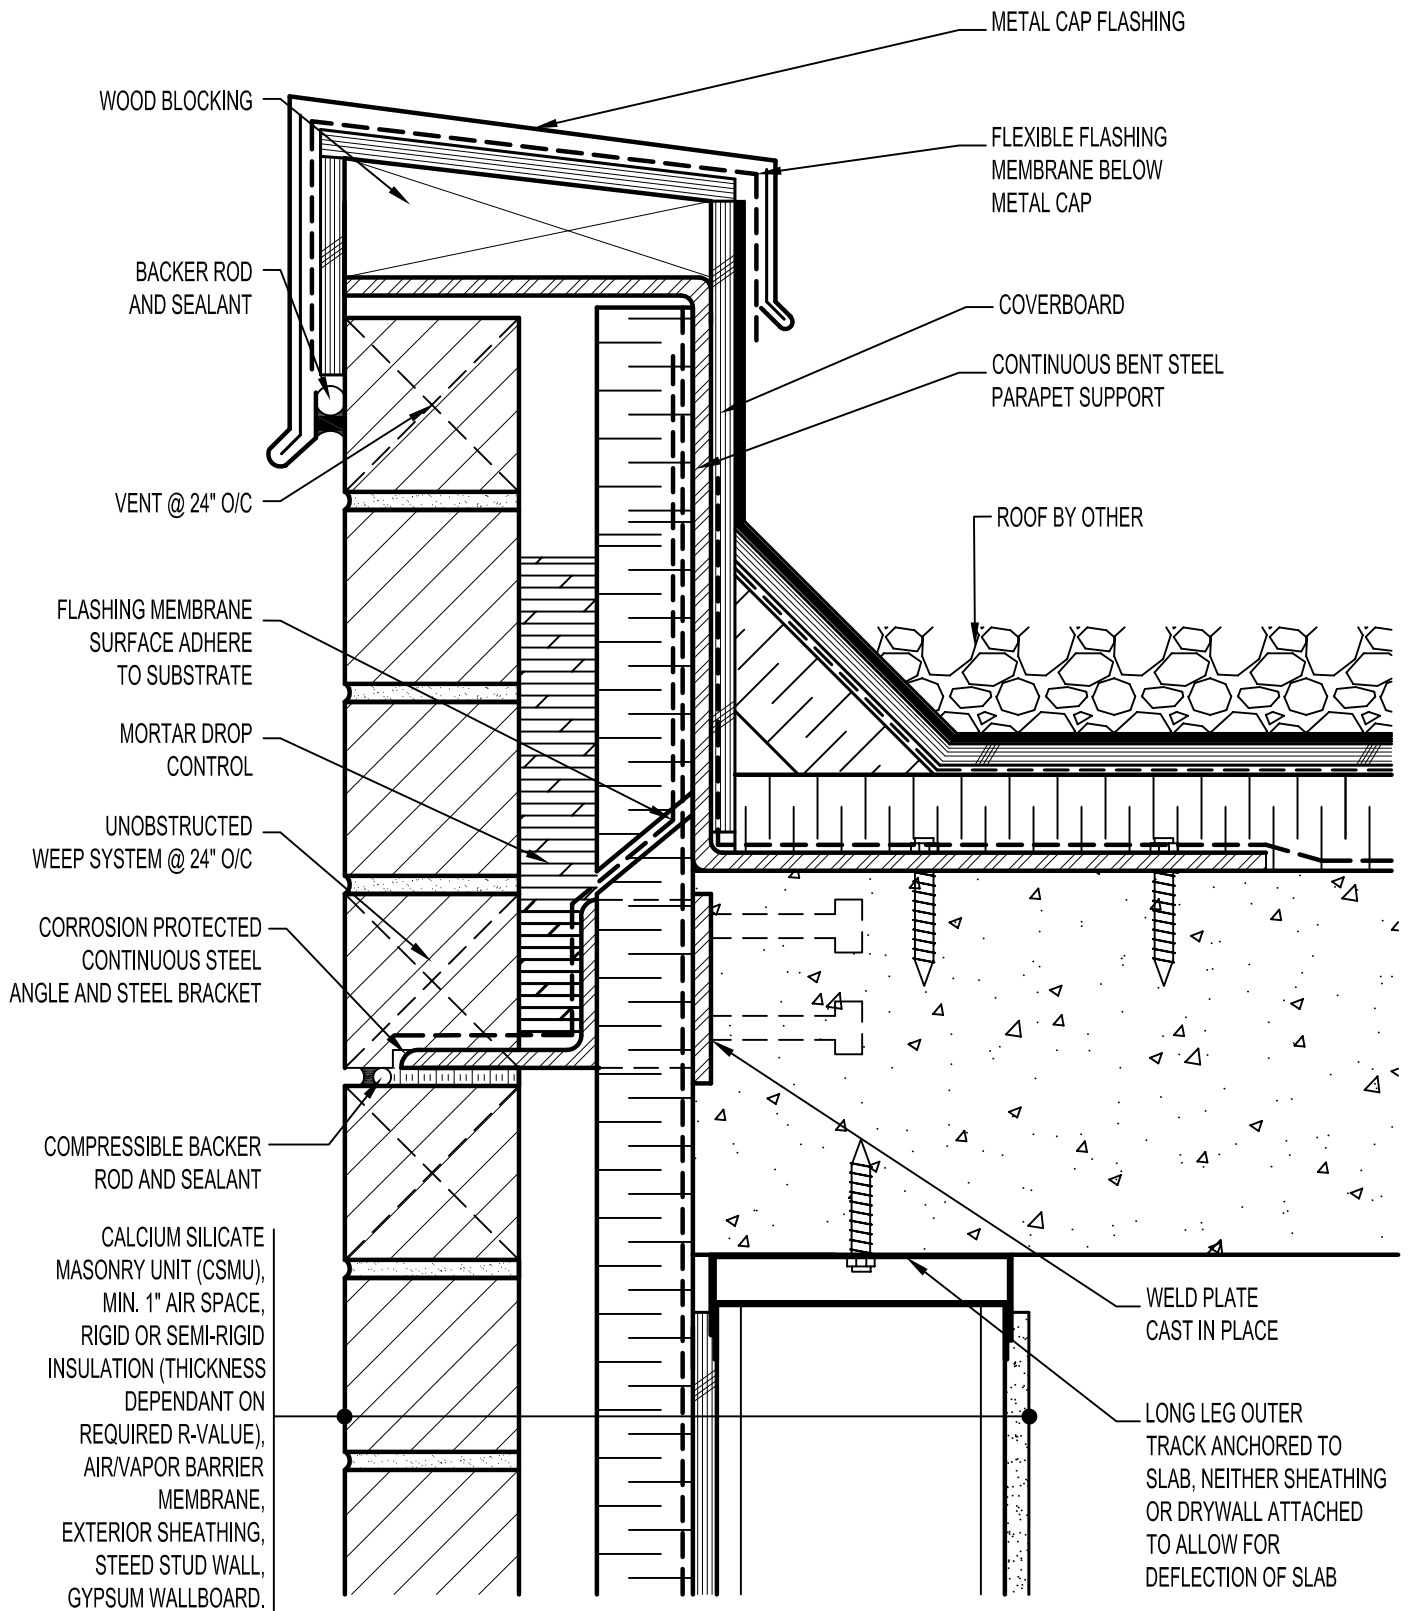 METAL CAP FLASHING
WOOD BLOCKING
FLEXIBLE FLASHING
MEMBRANE BELOW
METAL CAP
BACKER ROD
AND SEALANT
COVERBOARD
CONTINUOUS BENT STEEL
PARAPET SUPPORT
VENT @ 24" O/C
ROOF BY OTHER
FLASHING MEMBRANE
SURFACE ADHERE
TO SUBSTRATE
MORTAR DROP
CONTROL
UNOBSTRUCTED
WEEP SYSTEM @ 24" O/C
CORROSION PROTECTED
CONTINUOUS STEEL
ANGLE AND STEEL BRACKET
COMPRESSIBLE BACKER
ROD AND SEALANT
CALCIUM SILICATE
MASONRY UNIT (CSMU),
MIN. 1" AIR SPACE,
RIGID OR SEMI-RIGID
INSULATION (THICKNESS
DEPENDANT ON
REQUIRED R-VALUE),
AIR/VAPOR BARRIER
MEMBRANE,
EXTERIOR SHEATHING,
STEED STUD WALL,
GYPSUM WALLBOARD.
WELD PLATE
CAST IN PLACE
LONG LEG OUTER
TRACK ANCHORED TO
SLAB, NEITHER SHEATHING
OR DRYWALL ATTACHED
TO ALLOW FOR
DEFLECTION OF SLAB